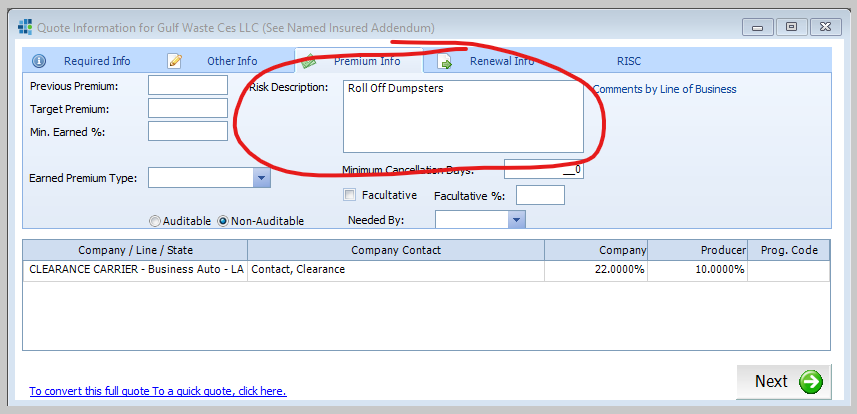 Quote Information for Gulf Waste Ces LLC (See Named Insured Addendum)
Required Info Other Info Premium Info Renewal Info RISC
Previous Premium:
Risk Description: Roll Off Dumpsters
Comments by Line of Business
Target Premium:
Min. Earned %:
Minimum Cancellation Days: __0
Earned Premium Type:
Facultative Facultative %:
Auditable Non-Auditable Needed By:
Company / Line / State Company Contact Company Producer Prog. Code
CLEARANCE CARRIER - Business Auto - LA Contact, Clearance 22.0000% 10.0000%
Next
To convert this full quote To a quick quote, click here.